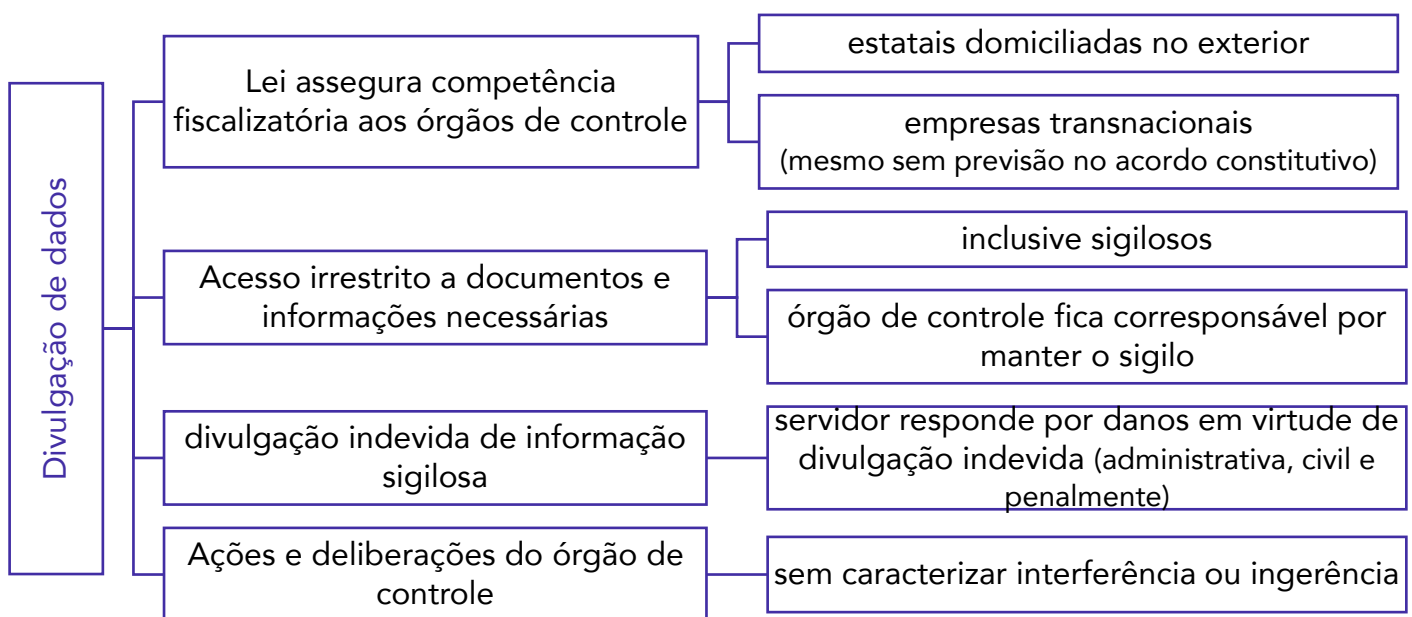 Divulgação de dados
Lei assegura competência
fiscalizatória aos órgãos de controle
estatais domiciliadas no exterior
empresas transnacionais
(mesmo sem previsão no acordo constitutivo)
Acesso irrestrito a documentos e
informações necessárias
inclusive sigilosos
órgão de controle fica corresponsável por
manter o sigilo
divulgação indevida de informação
sigilosa
servidor responde por danos em virtude de
divulgação indevida (administrativa, civil e
penalmente)
Ações e deliberações do órgão de
controle
sem caracterizar interferência ou ingerência